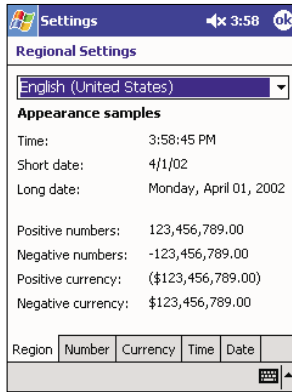 Settings 3:58 ok
Regional Settings
English (United States)
Appearance samples
Time: 3:58:45 PM
Short date: 4/1/02
Long date: Monday, April 01, 2002
Positive numbers: 123,456,789.00
Negative numbers: -123,456,789.00
Positive currency: ($123,456,789.00)
Negative currency: $123,456,789.00
Region Number Currency Time Date